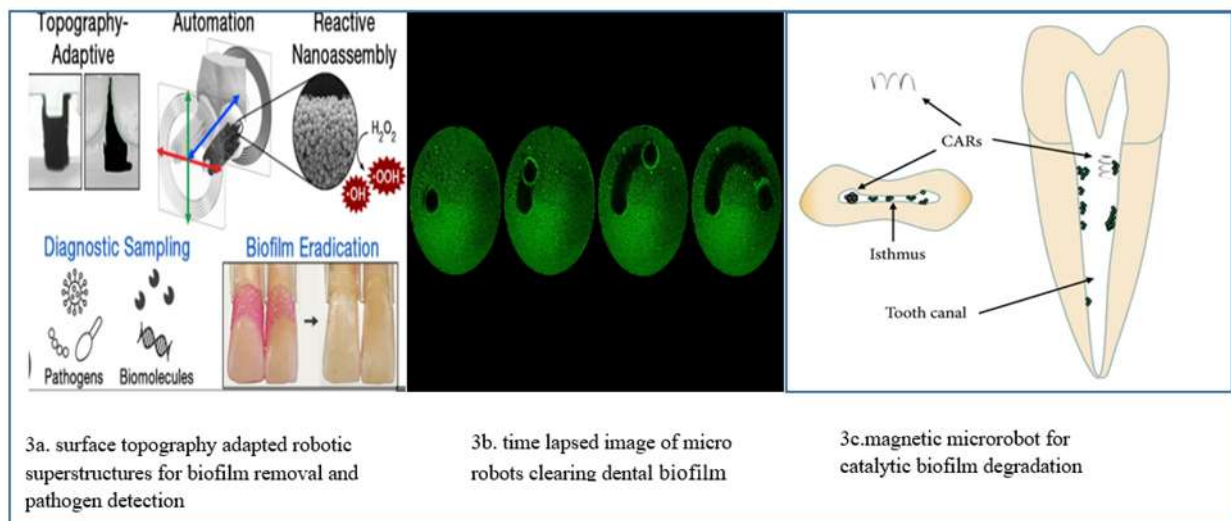 Topography-
Adaptive
Automation
Reactive
Nanoassembly
H₂O₂
·OH
·OOH
Diagnostic Sampling
Pathogens
Biomolecules
Biofilm Eradication
CARs
Isthmus
Tooth canal
3a. surface topography adapted robotic
superstructures for biofilm removal and
pathogen detection
3b. time lapsed image of micro
robots clearing dental biofilm
3c.magnetic microrobot for
catalytic biofilm degradation